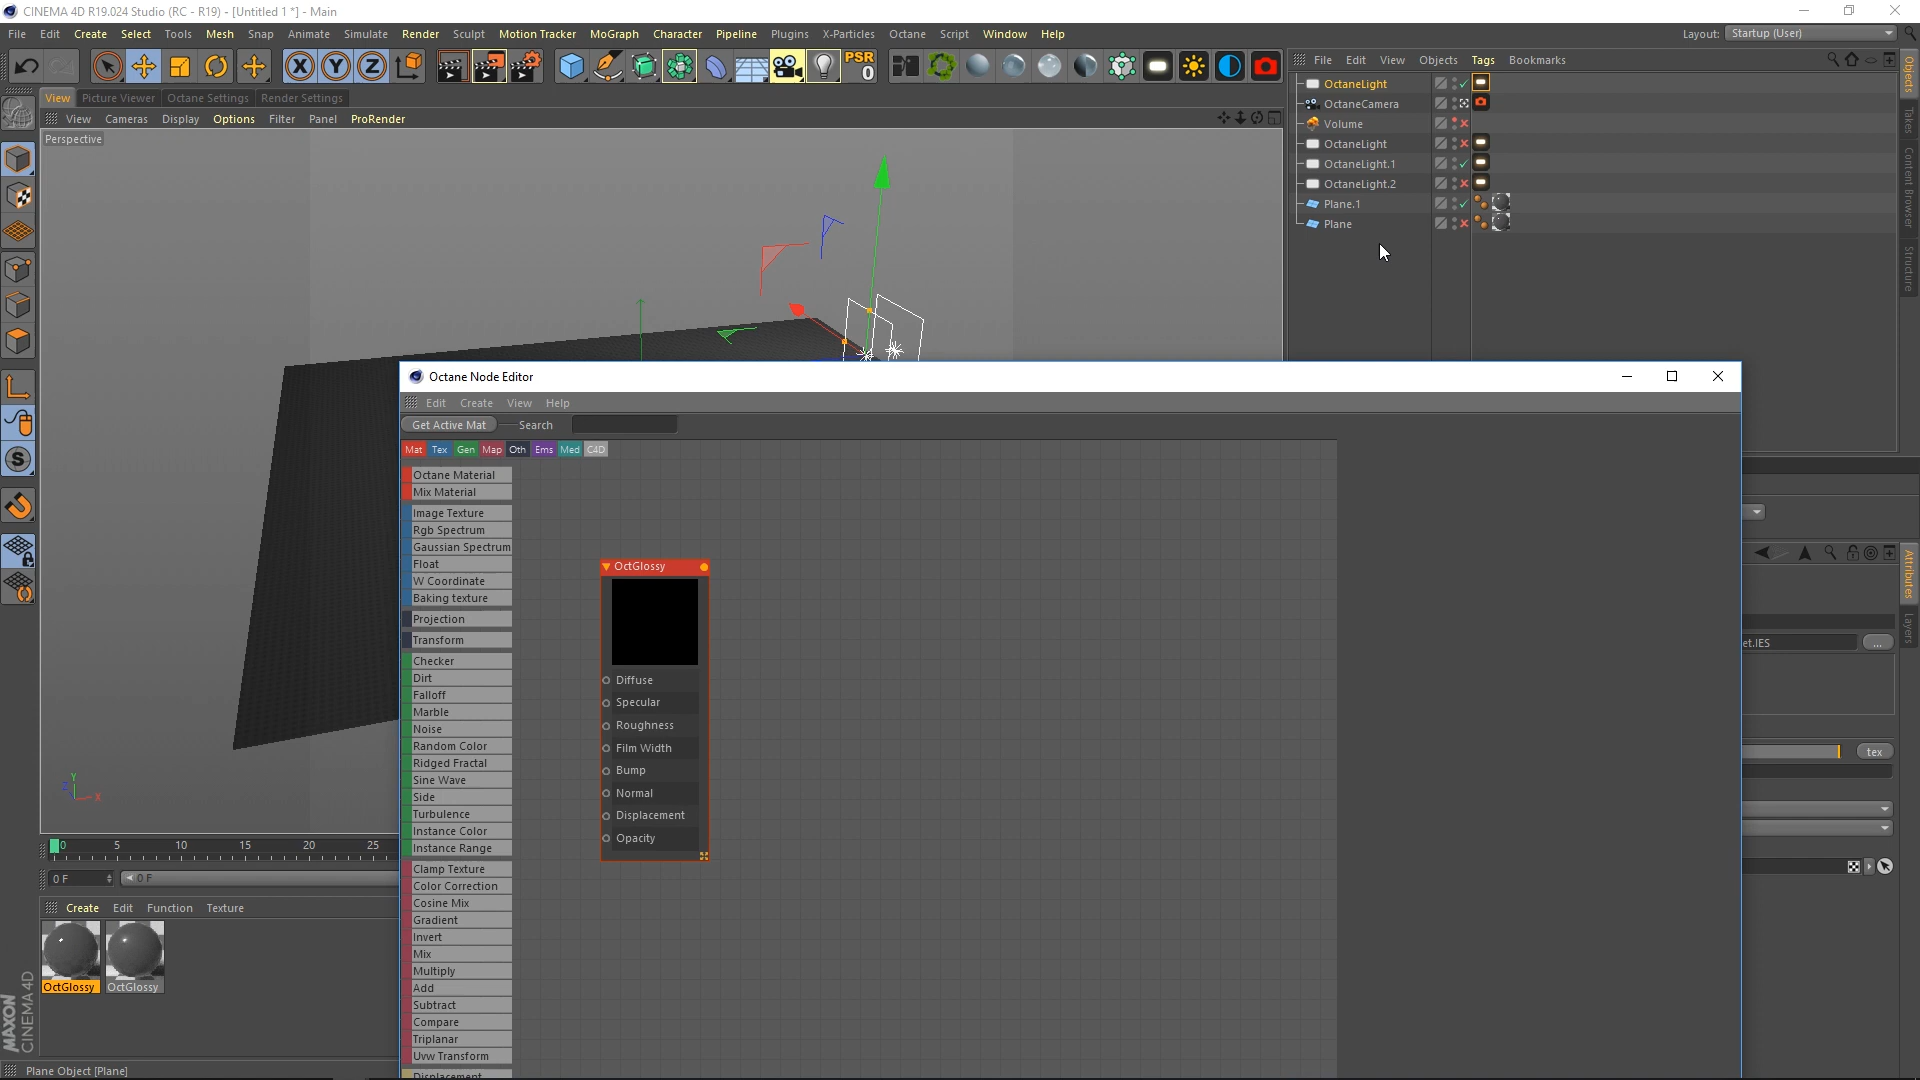 CINEMA 4D R19.024 Studio (RC - R19) - [Untitled 1 *] - Main
File Edit Create Select Tools Mesh Snap Animate Simulate Render Sculpt Motion Tracker MoGraph Character Pipeline Plugins X-Particles Octane Script Window Help Layout: Startup (User)
X Y Z PSR 0
File Edit View Objects Tags Bookmarks
View Picture Viewer Octane Settings Render Settings
View Cameras Display Options Filter Panel ProRender
Perspective
OctaneLight
OctaneCamera
Volume
OctaneLight
OctaneLight.1
OctaneLight.2
Plane.1
Plane
Objects
Takes
Content Browser
Structure
Attributes
Layers
Octane Node Editor
Edit Create View Help
Get Active Mat Search
Mat Tex Gen Map Oth Ems Med C4D
Octane Material
Mix Material
Image Texture
Rgb Spectrum
Gaussian Spectrum
Float
W Coordinate
Baking texture
Projection
Transform
Checker
Dirt
Falloff
Marble
Noise
Random Color
Ridged Fractal
Sine Wave
Side
Turbulence
Instance Color
Instance Range
Clamp Texture
Color Correction
Cosine Mix
Gradient
Invert
Mix
Multiply
Add
Subtract
Compare
Triplanar
Uvw Transform
Displacement
OctGlossy
Diffuse
Specular
Roughness
Film Width
Bump
Normal
Displacement
Opacity
et.IES ...
tex
Y
Z X
0 5 10 15 20 25
0 F 0 F
Create Edit Function Texture
OctGlossy OctGlossy
MAXON
CINEMA 4D
Plane Object [Plane]